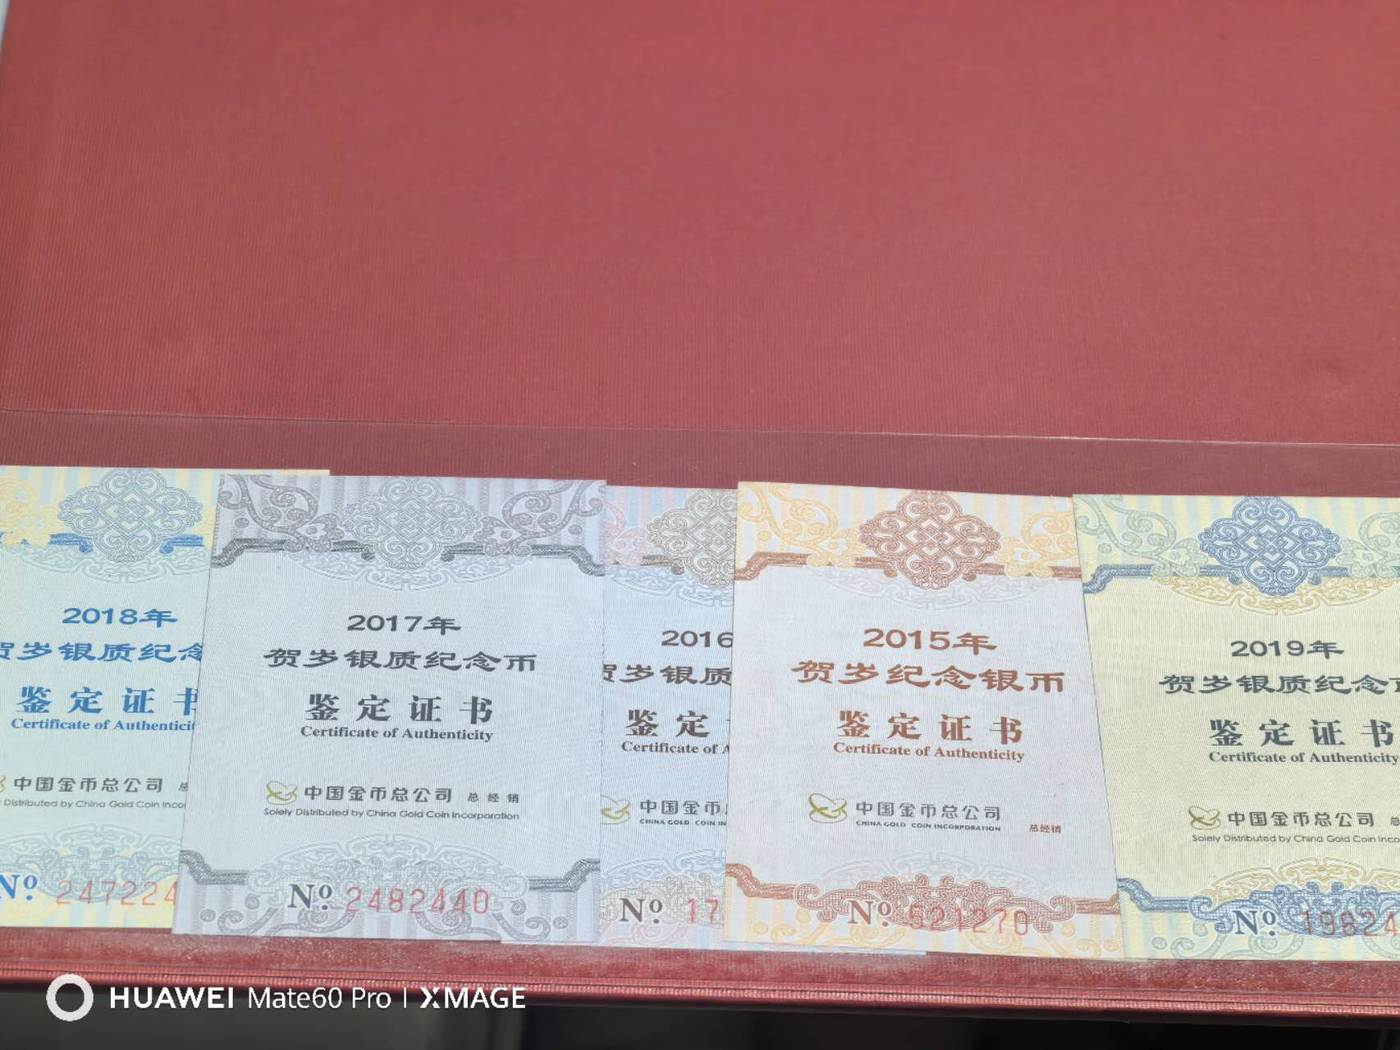 2018年
贺岁银质纪念
鉴定证书
Certificate of Authenticit
中国金币总公司
Distributed by China Gold Coin Incor
Nº 247224
2017年
贺岁银质纪念币
鉴定证书
Certificate of Authenticity
中国金币总公司 总经销
Solely Distributed by China Gold Coin Incorporation
Nº 2482440
2016
贺岁银质
鉴定
Certificate of A
中国金币
CHINA GOLD COIN IN
Nº 17
2015年
贺岁纪念银币
鉴定证书
Certificate of Authenticity
中国金币总公司
CHINA GOLD COIN INCORPORATION 总经销
Nº 521270
2019年
贺岁银质纪念币
鉴定证书
Certificate of Authenticity
中国金币总公司 总
Solely Distributed by China Gold Coin Inco
Nº 19824
HUAWEI Mate60 Pro | XMAGE